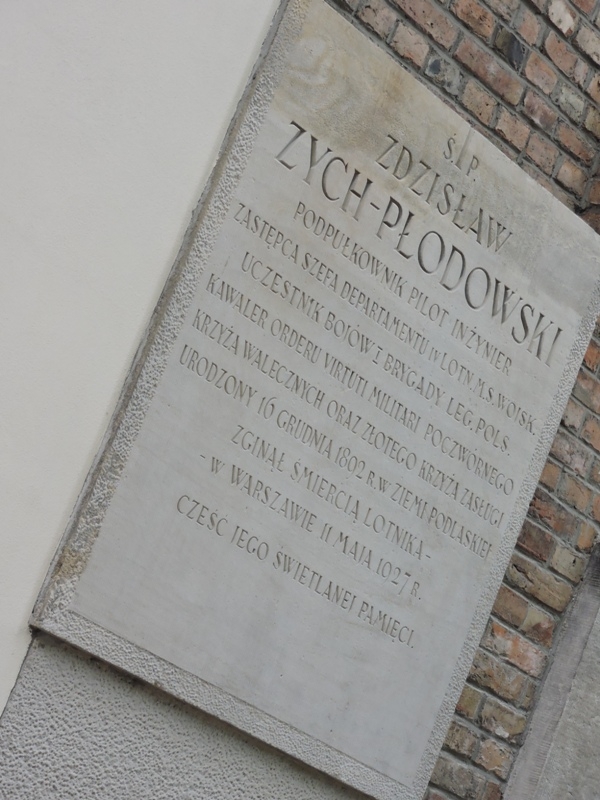 Ś.†P.
ZDZISŁAW
ZYCH-PŁODOWSKI
PODPUŁKOWNIK PILOT INŻYNIER
ZASTĘPCA SZEFA DEPARTAMENTU IV LOTN. M.S. WOJSK.
UCZESTNIK BOJÓW I BRYGADY LEG. POLS.
KAWALER ORDERU VIRTUTI MILITARI POCZWÓRNEGO
KRZYŻA WALECZNYCH ORAZ ZŁOTEGO KRZYŻA ZASŁUGI
URODZONY 16 GRUDNIA 1892 R. W ZIEMI PODLASKIEJ
ZGINĄŁ ŚMIERCIĄ LOTNIKA -
- W WARSZAWIE 11 MAJA 1927 R.
CZEŚĆ JEGO ŚWIETLANEJ PAMIĘCI.